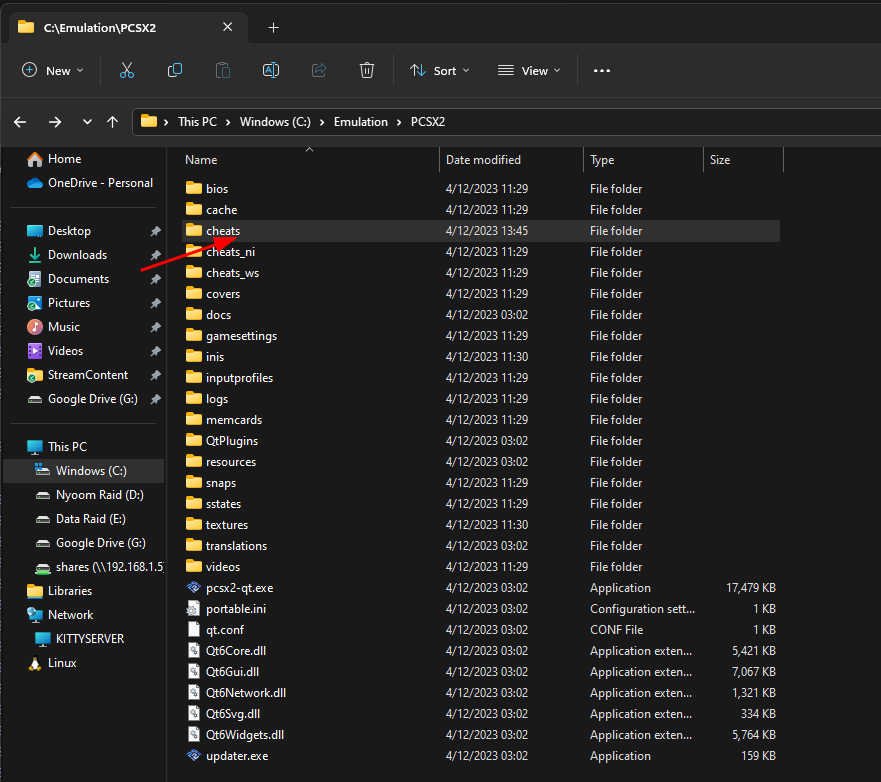 C:\Emulation\PCSX2
New
Sort
View
This PC > Windows (C:) > Emulation > PCSX2
Home
OneDrive - Personal
Desktop
Downloads
Documents
Pictures
Music
Videos
StreamContent
Google Drive (G:)
This PC
Windows (C:)
Nyoom Raid (D:)
Data Raid (E:)
Google Drive (G:)
shares (\\192.168.1.5
Libraries
Network
KITTYSERVER
Linux
Name Date modified Type Size
bios 4/12/2023 11:29 File folder
cache 4/12/2023 11:29 File folder
cheats 4/12/2023 13:45 File folder
cheats_ni 4/12/2023 11:29 File folder
cheats_ws 4/12/2023 11:29 File folder
covers 4/12/2023 11:29 File folder
docs 4/12/2023 03:02 File folder
gamesettings 4/12/2023 11:29 File folder
inis 4/12/2023 11:30 File folder
inputprofiles 4/12/2023 11:29 File folder
logs 4/12/2023 11:29 File folder
memcards 4/12/2023 11:29 File folder
QtPlugins 4/12/2023 03:02 File folder
resources 4/12/2023 03:02 File folder
snaps 4/12/2023 11:29 File folder
sstates 4/12/2023 11:29 File folder
textures 4/12/2023 11:30 File folder
translations 4/12/2023 03:02 File folder
videos 4/12/2023 11:29 File folder
pcsx2-qt.exe 4/12/2023 03:02 Application 17,479 KB
portable.ini 4/12/2023 03:02 Configuration sett... 1 KB
qt.conf 4/12/2023 03:02 CONF File 1 KB
Qt6Core.dll 4/12/2023 03:02 Application exten... 5,421 KB
Qt6Gui.dll 4/12/2023 03:02 Application exten... 7,067 KB
Qt6Network.dll 4/12/2023 03:02 Application exten... 1,321 KB
Qt6Svg.dll 4/12/2023 03:02 Application exten... 334 KB
Qt6Widgets.dll 4/12/2023 03:02 Application exten... 5,764 KB
updater.exe 4/12/2023 03:02 Application 159 KB